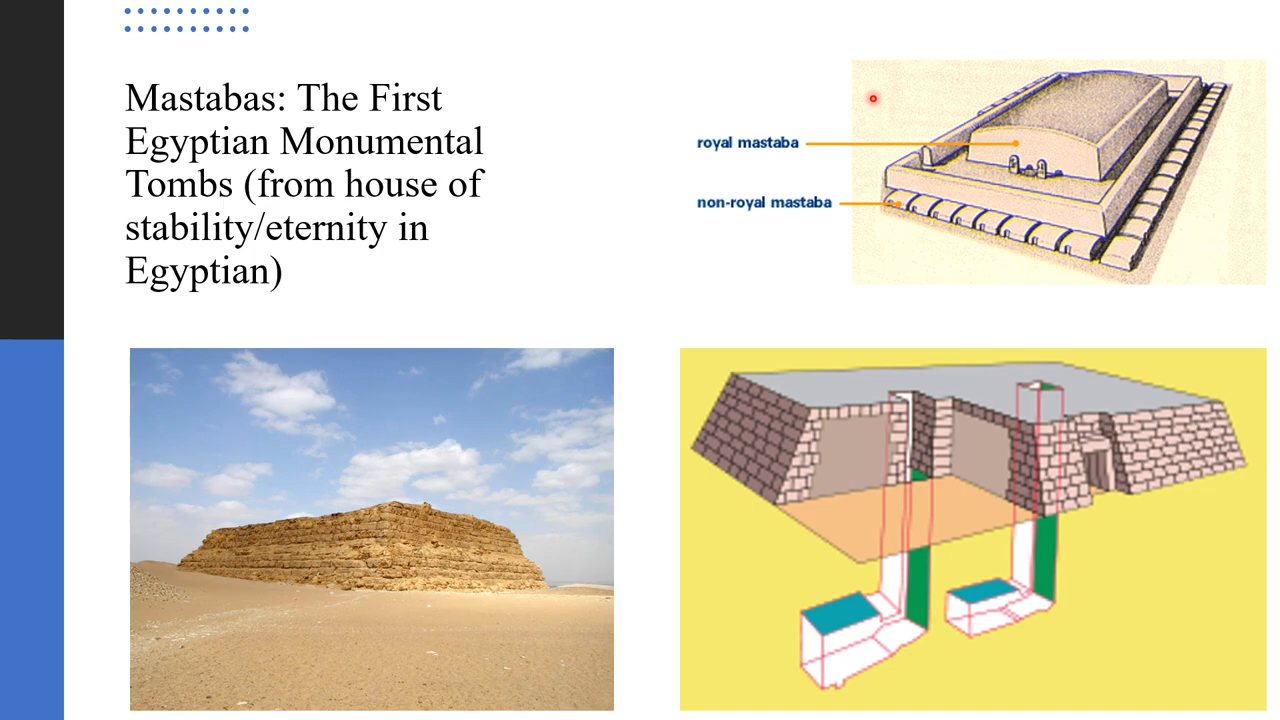 Mastabas: The First
Egyptian Monumental
Tombs (from house of
stability/eternity in
Egyptian)
royal mastaba
non-royal mastaba